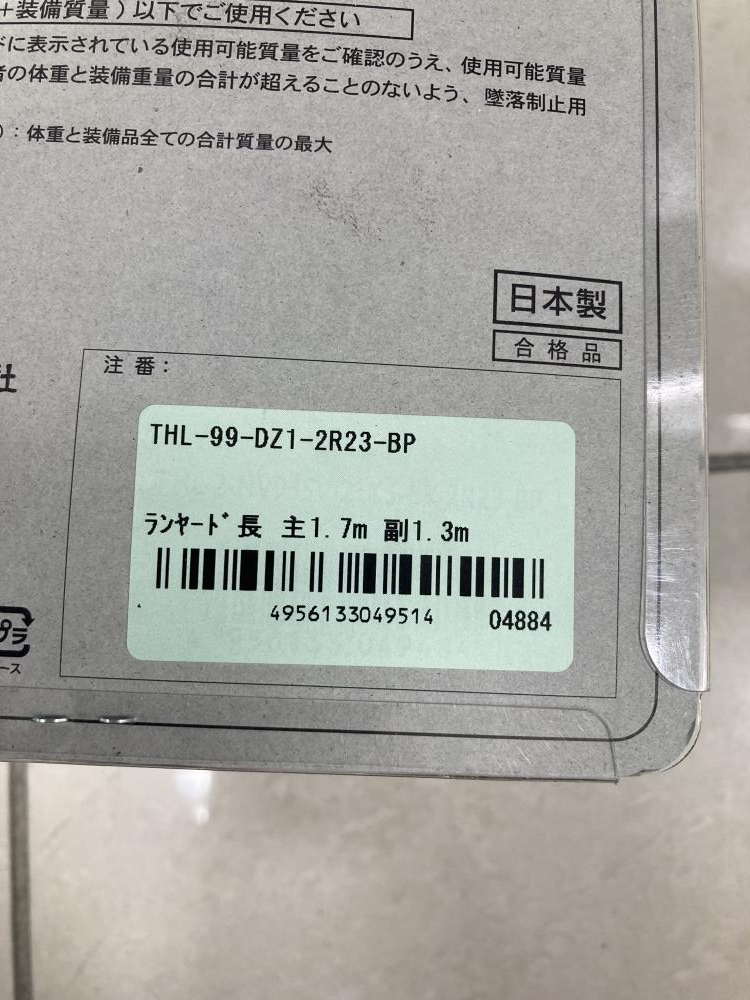 +装備質量）以下でご使用ください
ドに表示されている使用可能質量をご確認のうえ、使用可能質量
者の体重と装備重量の合計が超えることのないよう、墜落制止用
）：体重と装備品全ての合計質量の最大
日本製
合格品
社
注番：
THL-99-DZ1-2R23-BP
ﾗﾝﾔｰﾄﾞ長 主1.7m 副1.3m
4956133049514 04884
プラ
ース